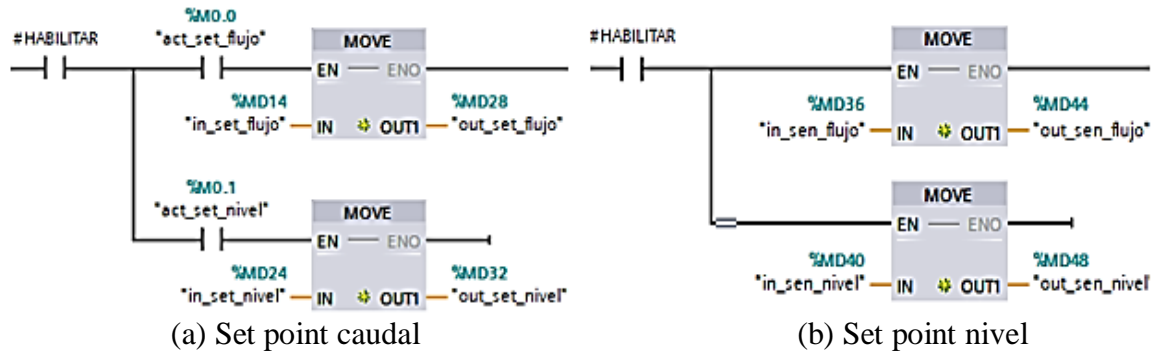 %M0.0
#HABILITAR
"act_set_flujo"
MOVE
EN
ENO
%MD14
%MD28
"in_set_flujo"
IN
OUT1
"out_set_flujo"
%M0.1
"act_set_nivel"
MOVE
EN
ENO
%MD24
%MD32
"in_set_nivel"
IN
OUT1
"out_set_nivel"
(a) Set point caudal
#HABILITAR
MOVE
EN
ENO
%MD36
%MD44
"in_sen_flujo"
IN
OUT1
"out_sen_flujo"
MOVE
EN
ENO
%MD40
%MD48
"in_sen_nivel"
IN
OUT1
"out_sen_nivel
(b) Set point nivel